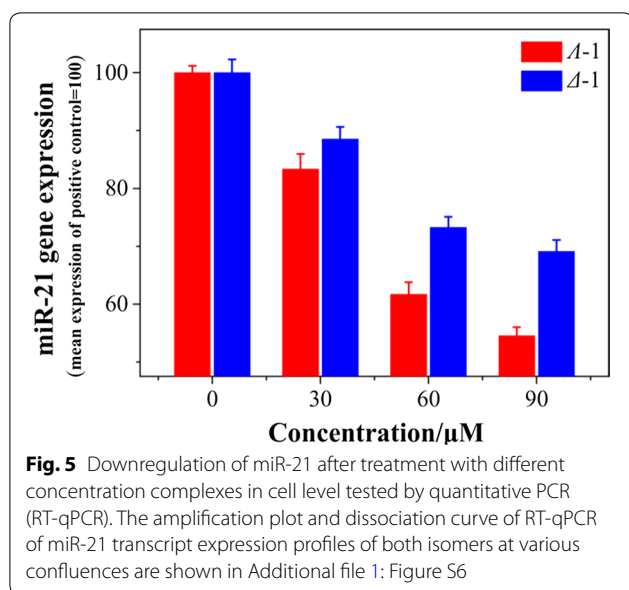 miR-21 gene expression
(mean expression of positive control=100)
100
80
60
Λ-1
Δ-1
0 30 60 90
Concentration/µM
Fig. 5 Downregulation of miR-21 after treatment with different
concentration complexes in cell level tested by quantitative PCR
(RT-qPCR). The amplification plot and dissociation curve of RT-qPCR
of miR-21 transcript expression profiles of both isomers at various
confluences are shown in Additional file 1: Figure S6